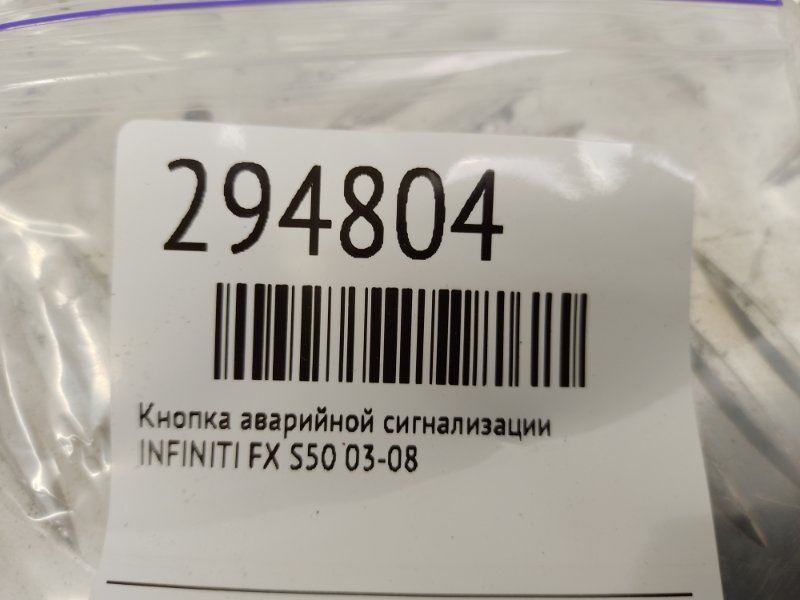 294804
Кнопка аварийной сигнализации
INFINITI FX S50 03-08